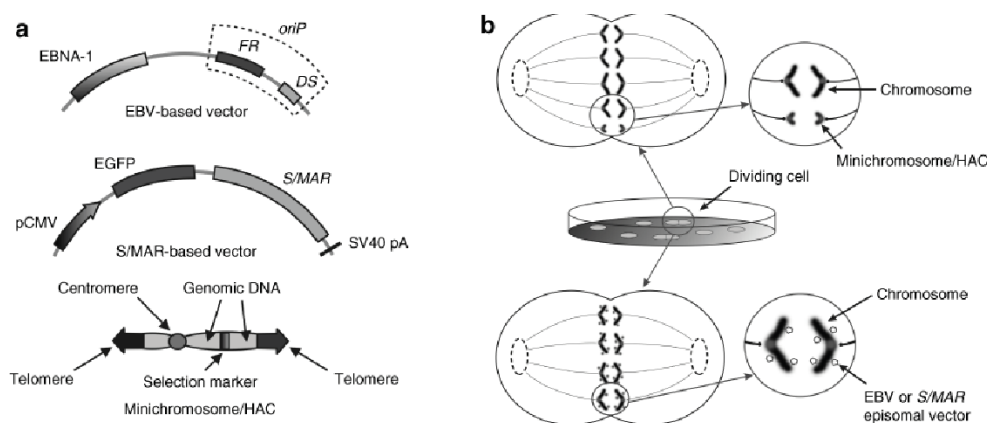 a
oriP
EBNA-1
FR
DS
EBV-based vector
EGFP
S/MAR
pCMV
SV40 pA
S/MAR-based vector
Centromere
Genomic DNA
Telomere
Selection marker
Telomere
Minichromosome/HAC
b
Chromosome
Minichromosome/HAC
Dividing cell
Chromosome
EBV or S/MAR
episomal vector